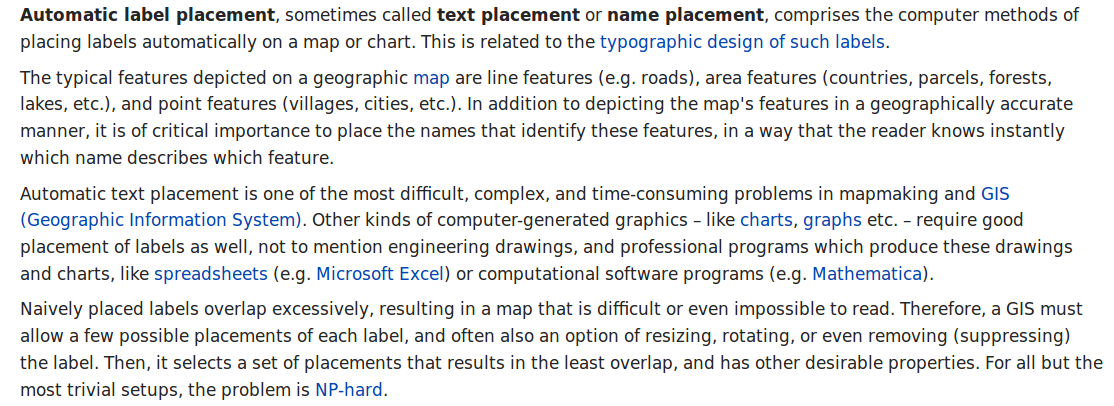 Automatic label placement, sometimes called text placement or name placement, comprises the computer methods of
placing labels automatically on a map or chart. This is related to the typographic design of such labels.
The typical features depicted on a geographic map are line features (e.g. roads), area features (countries, parcels, forests,
lakes, etc.), and point features (villages, cities, etc.). In addition to depicting the map's features in a geographically accurate
manner, it is of critical importance to place the names that identify these features, in a way that the reader knows instantly
which name describes which feature.
Automatic text placement is one of the most difficult, complex, and time-consuming problems in mapmaking and GIS
(Geographic Information System). Other kinds of computer-generated graphics – like charts, graphs etc. – require good
placement of labels as well, not to mention engineering drawings, and professional programs which produce these drawings
and charts, like spreadsheets (e.g. Microsoft Excel) or computational software programs (e.g. Mathematica).
Naively placed labels overlap excessively, resulting in a map that is difficult or even impossible to read. Therefore, a GIS must
allow a few possible placements of each label, and often also an option of resizing, rotating, or even removing (suppressing)
the label. Then, it selects a set of placements that results in the least overlap, and has other desirable properties. For all but the
most trivial setups, the problem is NP-hard.